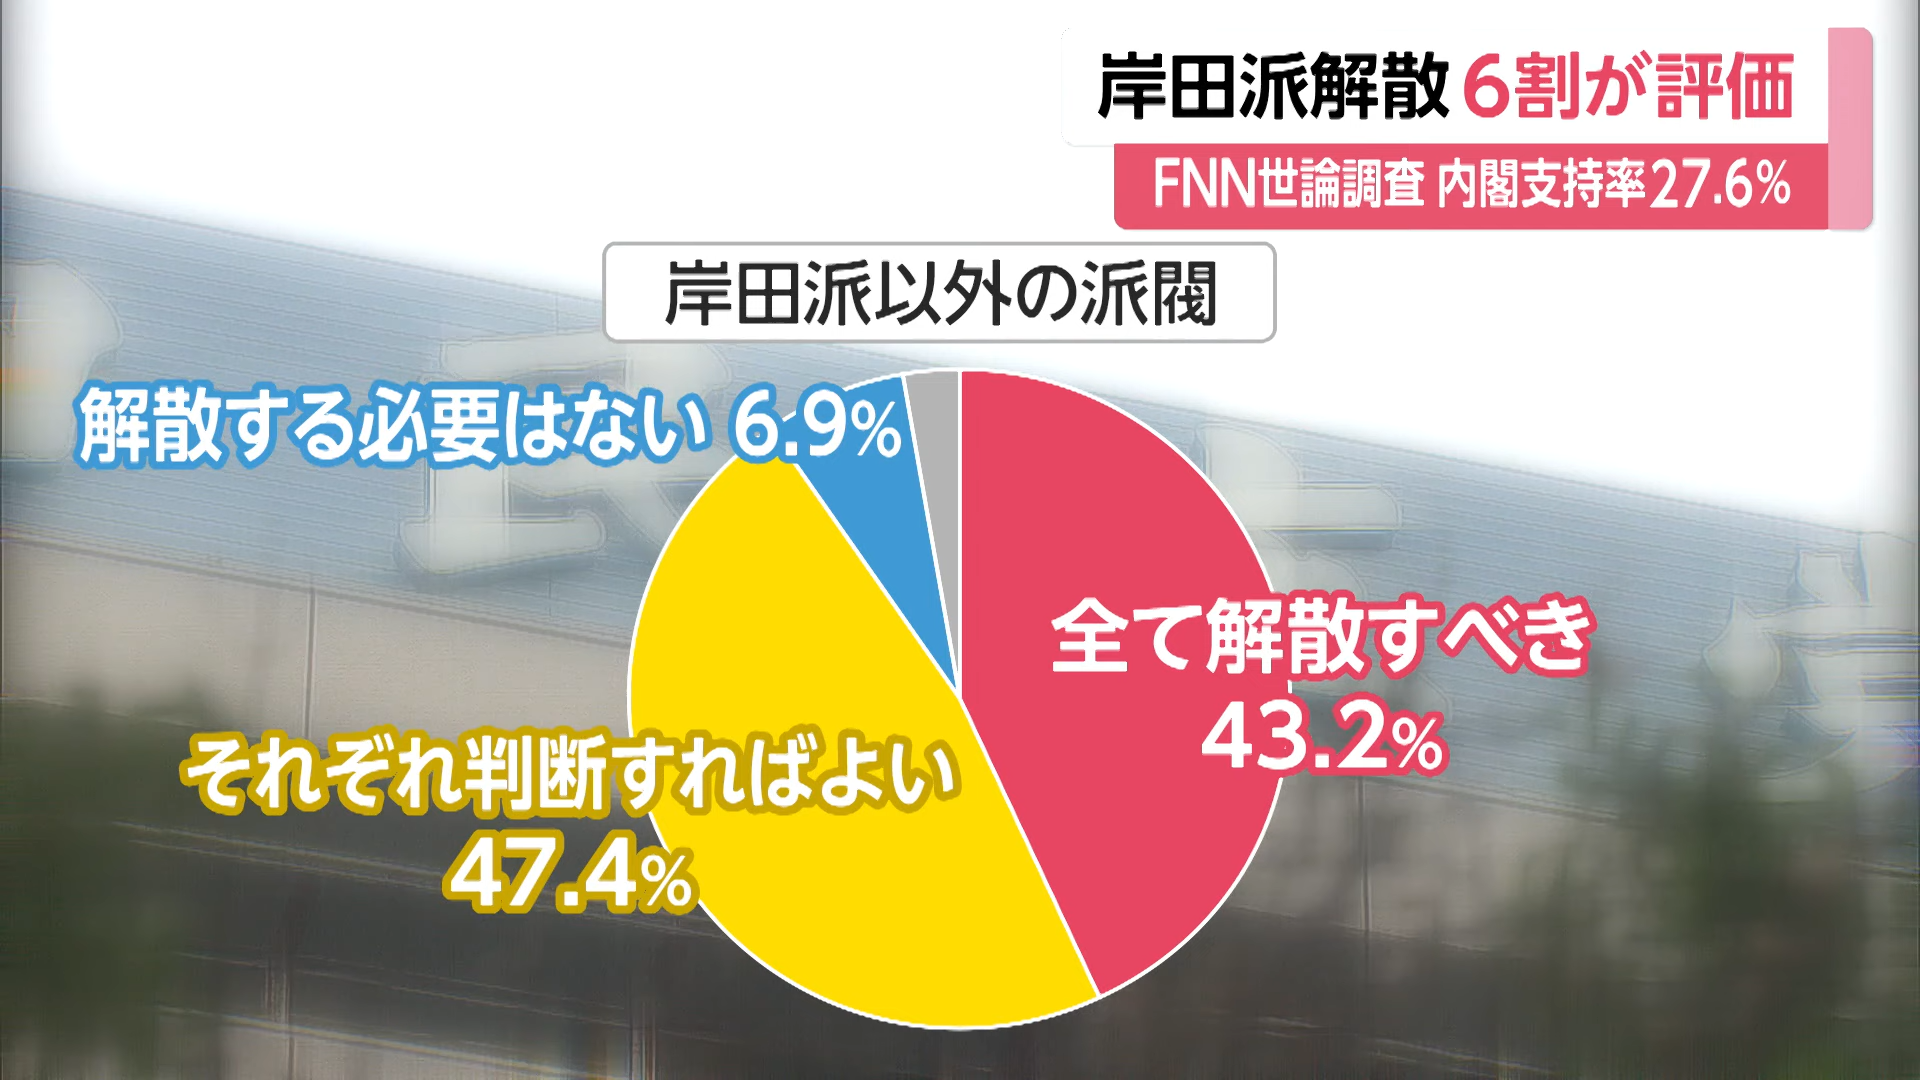 岸田派解散 6割が評価
FNN世論調査 内閣支持率27.6%
岸田派以外の派閥
解散する必要はない 6.9%
全て解散すべき
43.2%
それぞれ判断すればよい
47.4%